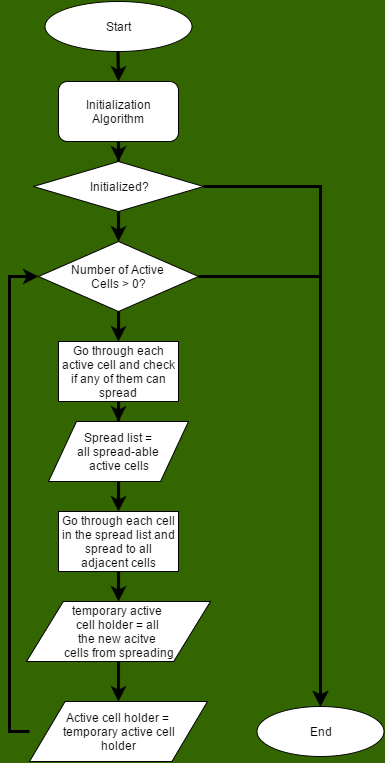 Start
Initialization
Algorithm
Initialized?
Number of Active
Cells > 0?
Go through each
active cell and check
if any of them can
spread
Spread list =
all spread-able
active cells
Go through each cell
in the spread list and
spread to all
adjacent cells
temporary active
cell holder = all
the new acitve
cells from spreading
Active cell holder =
temporary active cell
holder
End